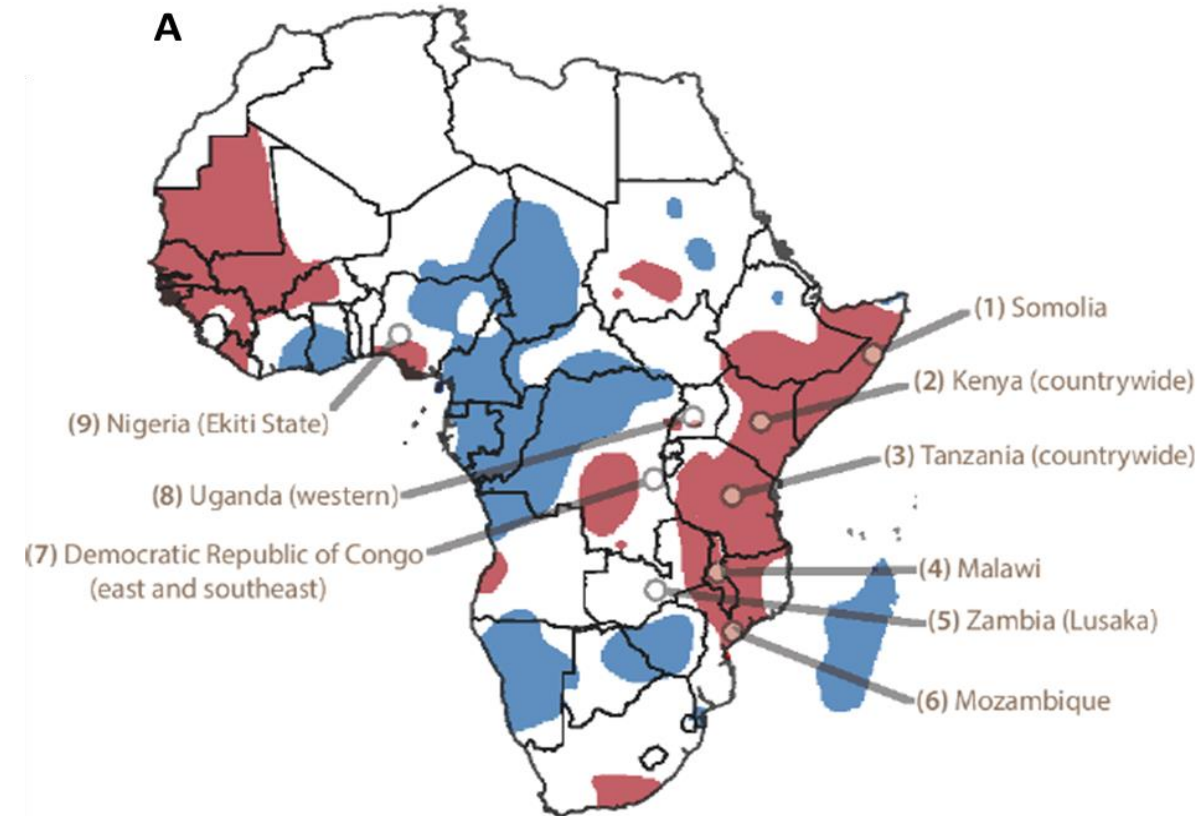 A
(1) Somolia
(2) Kenya (countrywide)
(9) Nigeria (Ekiti State)
(3) Tanzania (countrywide)
(8) Uganda (western)
(7) Democratic Republic of Congo
(east and southeast)
(4) Malawi
(5) Zambia (Lusaka)
(6) Mozambique